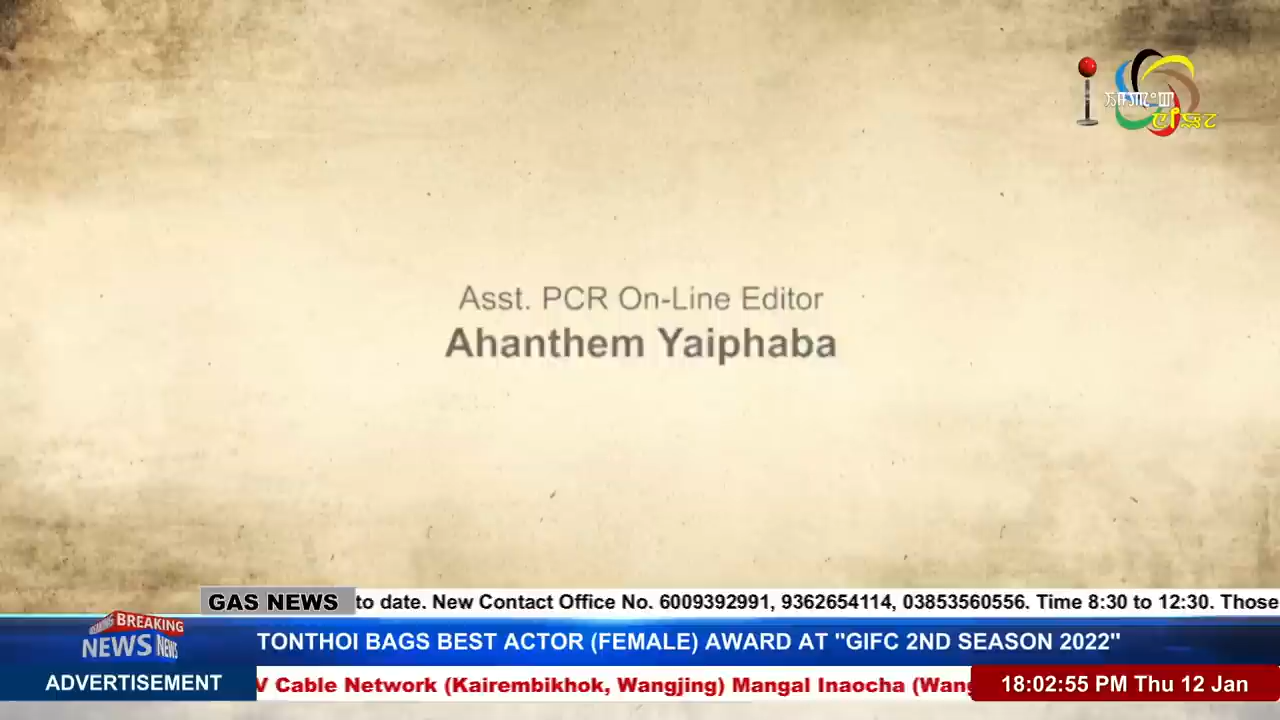 Asst. PCR On-Line Editor
Ahanthem Yaiphaba
GAS NEWS
to date. New Contact Office No. 6009392991, 9362654114, 03853560556. Time 8:30 to 12:30. Those
BREAKING
NEWS NEWS
TONTHOI BAGS BEST ACTOR (FEMALE) AWARD AT "GIFC 2ND SEASON 2022"
ADVERTISEMENT
V Cable Network (Kairembikhok, Wangjing) Mangal Inaocha (Wang
18:02:55 PM Thu 12 Jan